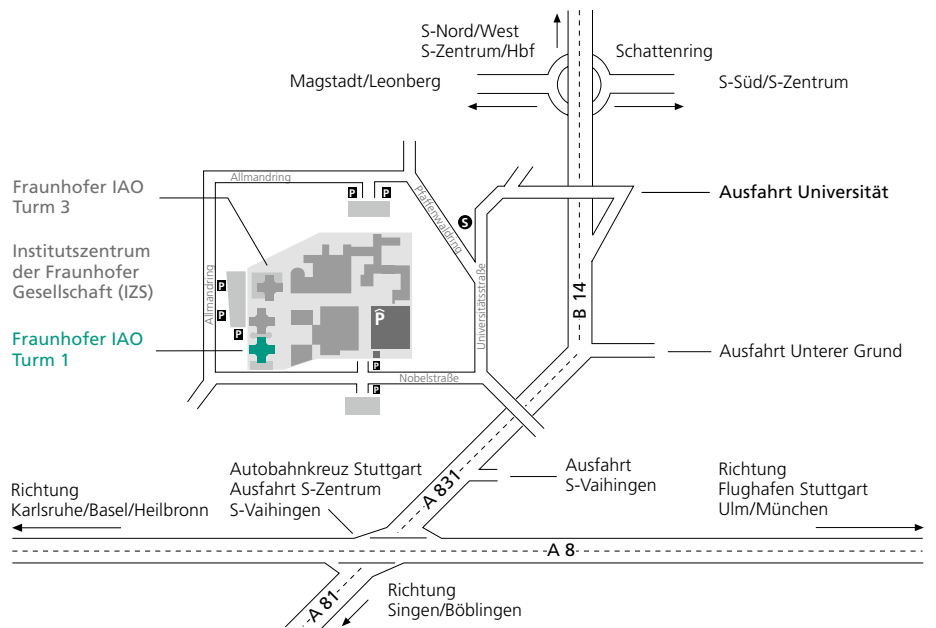 S-Nord/West
S-Zentrum/Hbf
Schattenring
Magstadt/Leonberg
S-Süd/S-Zentrum
Allmandring
P
P
Pfaffenwaldring
S
Ausfahrt Universität
Fraunhofer IAO
Turm 3
Institutszentrum
der Fraunhofer
Gesellschaft (IZS)
Allmandring
P
P
P
P
Universitätsstraße
B 14
Fraunhofer IAO
Turm 1
Ausfahrt Unterer Grund
P
Nobelstraße
P
Autobahnkreuz Stuttgart
Ausfahrt S-Zentrum
S-Vaihingen
A 831
Ausfahrt
S-Vaihingen
Richtung
Karlsruhe/Basel/Heilbronn
Richtung
Flughafen Stuttgart
Ulm/München
A 8
A 81
Richtung
Singen/Böblingen